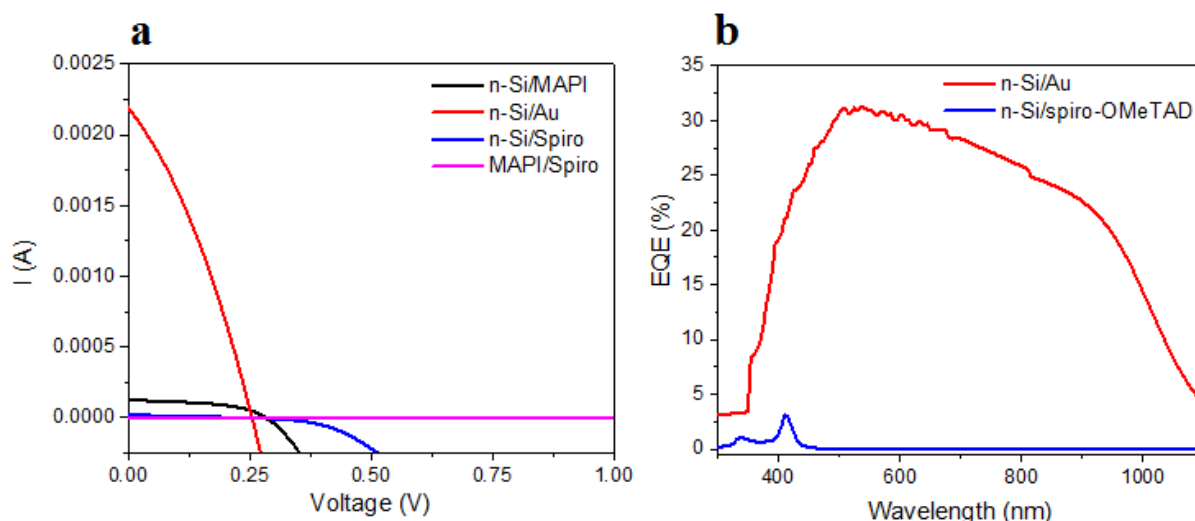 a
0.0025
0.0020
0.0015
0.0010
0.0005
0.0000
I (A)
n-Si/MAPI
n-Si/Au
n-Si/Spiro
MAPI/Spiro
0.00
0.25
0.50
0.75
1.00
Voltage (V)
b
35
30
25
20
15
10
5
0
EQE (%)
n-Si/Au
n-Si/spiro-OMeTAD
400
600
800
1000
Wavelength (nm)